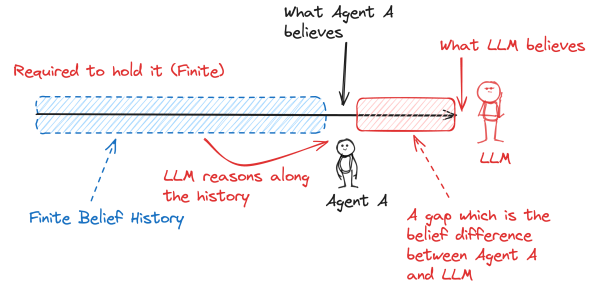 What Agent A
believes
What LLM believes
Required to hold it (Finite)
LLM
LLM reasons along
the history
Agent A
Finite Belief History
A gap which is the
belief difference
between Agent A
and LLM